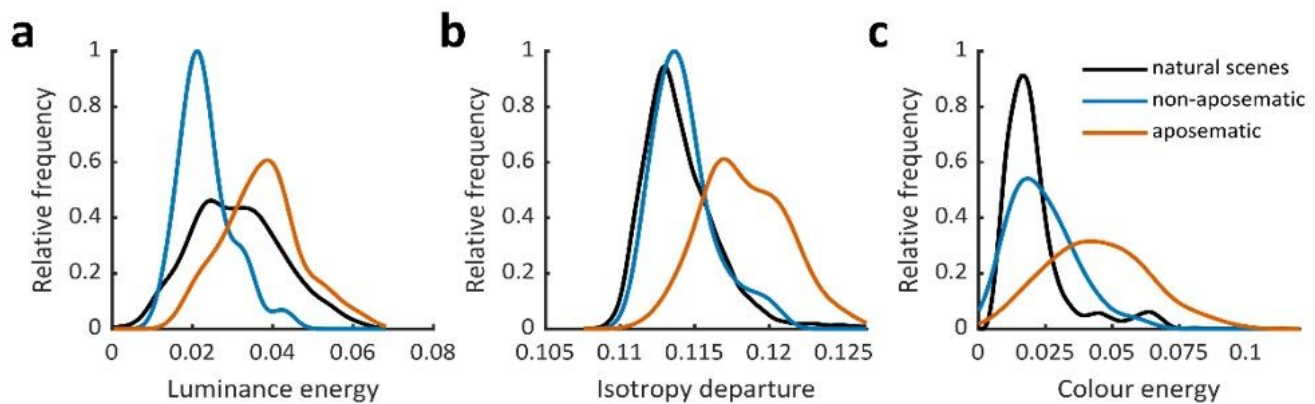 a
Relative frequency
1
0.8
0.6
0.4
0.2
0
0 0.02 0.04 0.06 0.08
Luminance energy
b
Relative frequency
1
0.8
0.6
0.4
0.2
0
0.105 0.11 0.115 0.12 0.125
Isotropy departure
c
Relative frequency
1
0.8
0.6
0.4
0.2
0
0 0.025 0.05 0.075 0.1
Colour energy
natural scenes
non-aposematic
aposematic